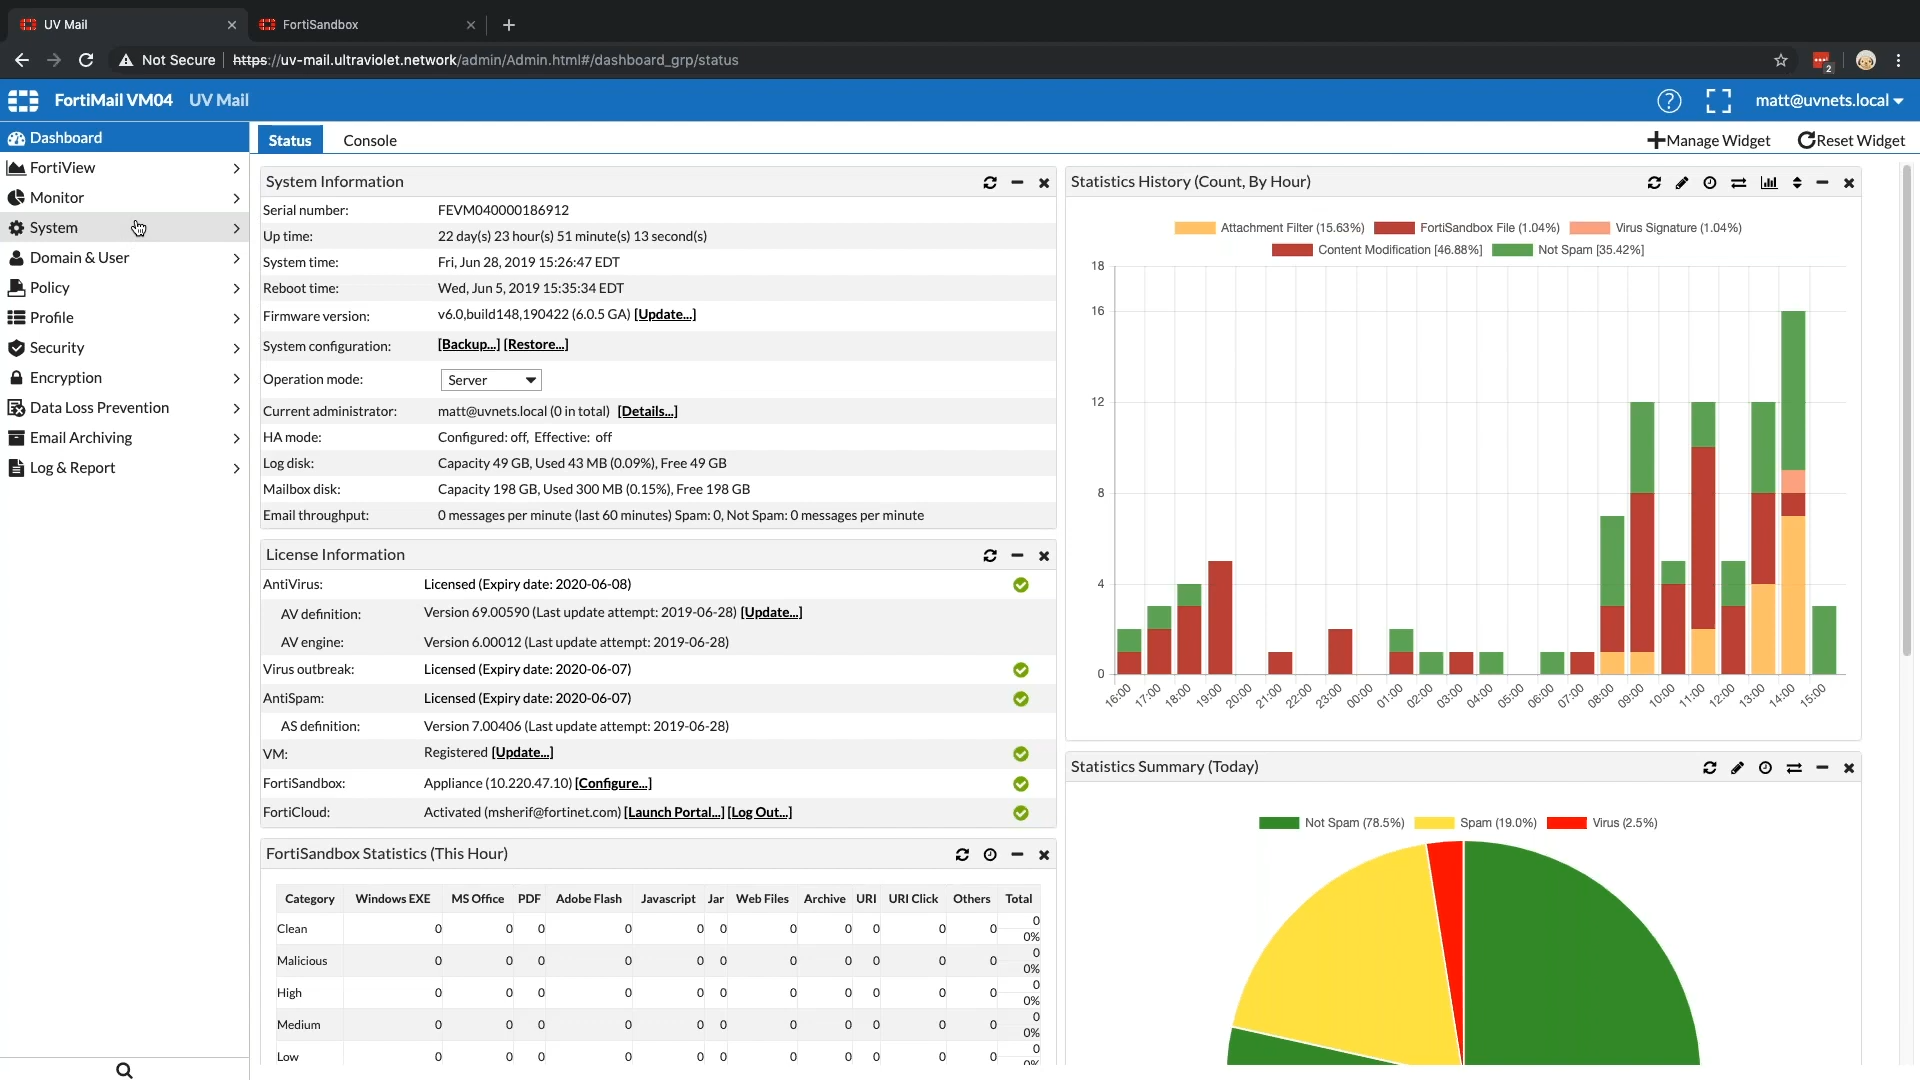 UV Mail
FortiSandbox
Not Secure
https://uv-mail.ultraviolet.network/admin/Admin.html#/dashboard_grp/status
2
FortiMail VM04 UV Mail
matt@uvnets.local
Dashboard
FortiView
Monitor
System
Domain & User
Policy
Profile
Security
Encryption
Data Loss Prevention
Email Archiving
Log & Report
Status Console
Manage Widget
Reset Widget
System Information
Serial number: FEVM040000186912
Up time: 22 day(s) 23 hour(s) 51 minute(s) 13 second(s)
System time: Fri, Jun 28, 2019 15:26:47 EDT
Reboot time: Wed, Jun 5, 2019 15:35:34 EDT
Firmware version: v6.0,build148,190422 (6.0.5 GA) [Update...]
System configuration: [Backup...] [Restore...]
Operation mode: Server
Current administrator: matt@uvnets.local (0 in total) [Details...]
HA mode: Configured: off, Effective: off
Log disk: Capacity 49 GB, Used 43 MB (0.09%), Free 49 GB
Mailbox disk: Capacity 198 GB, Used 300 MB (0.15%), Free 198 GB
Email throughput: 0 messages per minute (last 60 minutes) Spam: 0, Not Spam: 0 messages per minute
License Information
AntiVirus: Licensed (Expiry date: 2020-06-08)
AV definition: Version 69.00590 (Last update attempt: 2019-06-28) [Update...]
AV engine: Version 6.00012 (Last update attempt: 2019-06-28)
Virus outbreak: Licensed (Expiry date: 2020-06-07)
AntiSpam: Licensed (Expiry date: 2020-06-07)
AS definition: Version 7.00406 (Last update attempt: 2019-06-28)
VM: Registered [Update...]
FortiSandbox: Appliance (10.220.47.10) [Configure...]
FortiCloud: Activated (msherif@fortinet.com) [Launch Portal...] [Log Out...]
FortiSandbox Statistics (This Hour)
Category Windows EXE MS Office PDF Adobe Flash Javascript Jar Web Files Archive URI URI Click Others Total
Clean 0 0 0 0 0 0 0 0 0 0 0 0
0%
Malicious 0 0 0 0 0 0 0 0 0 0 0 0
0%
High 0 0 0 0 0 0 0 0 0 0 0 0
0%
Medium 0 0 0 0 0 0 0 0 0 0 0 0
0%
Low 0 0 0 0 0 0 0 0 0 0 0 0
0%
Statistics History (Count, By Hour)
Attachment Filter (15.63%) FortiSandbox File (1.04%) Virus Signature (1.04%)
Content Modification [46.88%] Not Spam [35.42%]
18
16
12
8
4
0
16:00 17:00 18:00 19:00 20:00 21:00 22:00 23:00 00:00 01:00 02:00 03:00 04:00 05:00 06:00 07:00 08:00 09:00 10:00 11:00 12:00 13:00 14:00 15:00
Statistics Summary (Today)
Not Spam (78.5%) Spam (19.0%) Virus (2.5%)